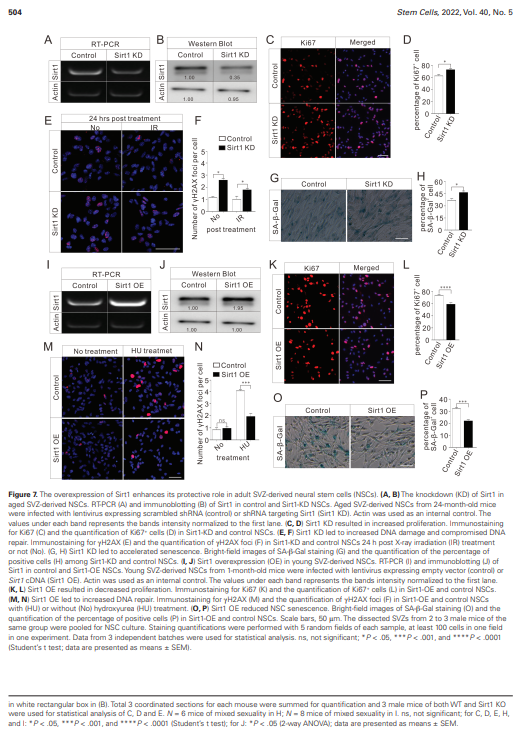 504
Stem Cells, 2022, Vol. 40, No. 5
A
RT-PCR
Control
Sirt1 KD
Actin
Sirt1
B
Western Blot
Control
Sirt1 KD
Actin
Sirt1
1.00
0.35
1.00
0.95
C
Ki67
Merged
Control
Sirt1 KD
D
percentage of Ki67⁺ cell
80
60
40
20
0
*
Control
Sirt1 KD
E
24 hrs post treatment
No
IR
Control
Sirt1 KD
F
Number of γH2AX foci per cell
Control
Sirt1 KD
5
4
3
2
1
0
*
*
No
IR
post treatment
G
Control
Sirt1 KD
SA-β-Gal
H
percentage of
SA-β-Gal⁺ cell
60
45
30
15
0
*
Control
Sirt1 KD
I
RT-PCR
Control
Sirt1 OE
Actin
Sirt1
J
Western Blot
Control
Sirt1 OE
Actin
Sirt1
1.00
1.85
1.00
1.00
K
Ki67
Merged
Control
Sirt1 OE
L
percentage of Ki67⁺ cell
80
60
40
20
0
****
Control
Sirt1 OE
M
No treatment
HU treatmet
Control
Sirt1 OE
N
Number of γH2AX foci per cell
Control
Sirt1 OE
5
4
3
2
1
0
ns
***
No
HU
treatment
O
Control
Sirt1 OE
SA-β-Gal
P
percentage of
SA-β-Gal⁺ cell
40
30
20
10
0
***
Control
Sirt1 OE
Figure 7. The overexpression of Sirt1 enhances its protective role in adult SVZ-derived neural stem cells (NSCs). (A, B) The knockdown (KD) of Sirt1 in
aged SVZ-derived NSCs. RT-PCR (A) and immunobloting (B) of Sirt1 in control and Sirt1-KD NSCs. Aged SVZ-derived NSCs from 24-month-old mice
were infected with lentivirus expressing scrambled shRNA (control) or shRNA targeting Sirt1 (Sirt1 KD). Actin was used as an internal control. The
values under each band represents the bands intensity normalized to the first lane. (C, D) Sirt1 KD resulted in increased proliferation. Immunostaining
for Ki67 (C) and the quantification of Ki67⁺ cells (D) in Sirt1-KD and control NSCs. (E, F) Sirt1 KD led to increased DNA damage and compromised DNA
repair. Immunostaining for γH2AX (E) and the quantification of γH2AX foci (F) in Sirt1-KD and control NSCs 24 h post X-ray irradiation (IR) treatment
or not (No). (G, H) Sirt1 KD led to accelerated senescence. Bright-field images of SA-β-Gal staining (G) and the quantification of the percentage of
positive cells (H) among Sirt1-KD and control NSCs. (I, J) Sirt1 overexpression (OE) in young SVZ-derived NSCs. RT-PCR (I) and immunobloting (J) of
Sirt1 in control and Sirt1-OE NSCs. Young SVZ-derived NSCs from 1-month-old mice were infected with lentivirus expressing empty vector (control) or
Sirt1 cDNA (Sirt1 OE). Actin was used as an internal control. The values under each band represents the bands intensity normalized to the first lane.
(K, L) Sirt1 OE resulted in decreased proliferation. Immunostaining for Ki67 (K) and the quantification of Ki67⁺ cells (L) in Sirt1-OE and control NSCs.
(M, N) Sirt1 OE led to increased DNA repair. Immunostaining for γH2AX (M) and the quantification of γH2AX foci (F) in Sirt1-OE and control NSCs
with (HU) or without (No) hydroxyurea (HU) treatment. (O, P) Sirt1 OE reduced NSC senescence. Bright-field images of SA-β-Gal staining (O) and the
quantification of the percentage of positive cells (P) in Sirt1-OE and control NSCs. Scale bars, 50 μm. The dissected SVZs from 2 to 3 male mice of the
same group were pooled for NSC culture. Staining quantifications were performed with 5 random fields of each sample, at least 100 cells in one field
in one experiment. Data from 3 independent batches were used for statistical analysis. ns, not significant; *P < .05, ***P < .001, and ****P < .0001
(Student's t test; data are presented as means ± SEM).
in white rectangular box in (B). Total 3 coordinated sections for each mouse were summed for quantification and 3 male mice of both WT and Sirt1 KO
were used for statistical analysis of C, D and E. N = 6 mice of mixed sexuality in H; N = 8 mice of mixed sexuality in I. ns, not significant; for C, D, E, H,
and I: *P < .05, ***P < .001, and ****P < .0001 (Student's t test); for J: *P < .05 (2-way ANOVA); data are presented as means ± SEM.